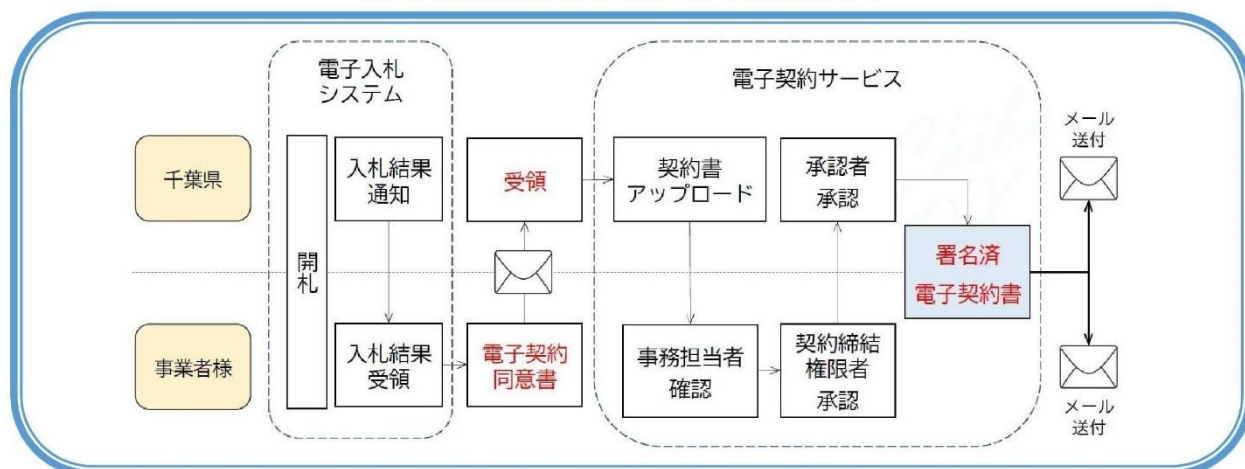 電子入札
システム
電子契約サービス
千葉県
開札
入札結果
通知
受領
契約書
アップロード
承認者
承認
署名済
電子契約書
メール
送付
事業者様
入札結果
受領
電子契約
同意書
事務担当者
確認
契約締結
権限者
承認
メール
送付